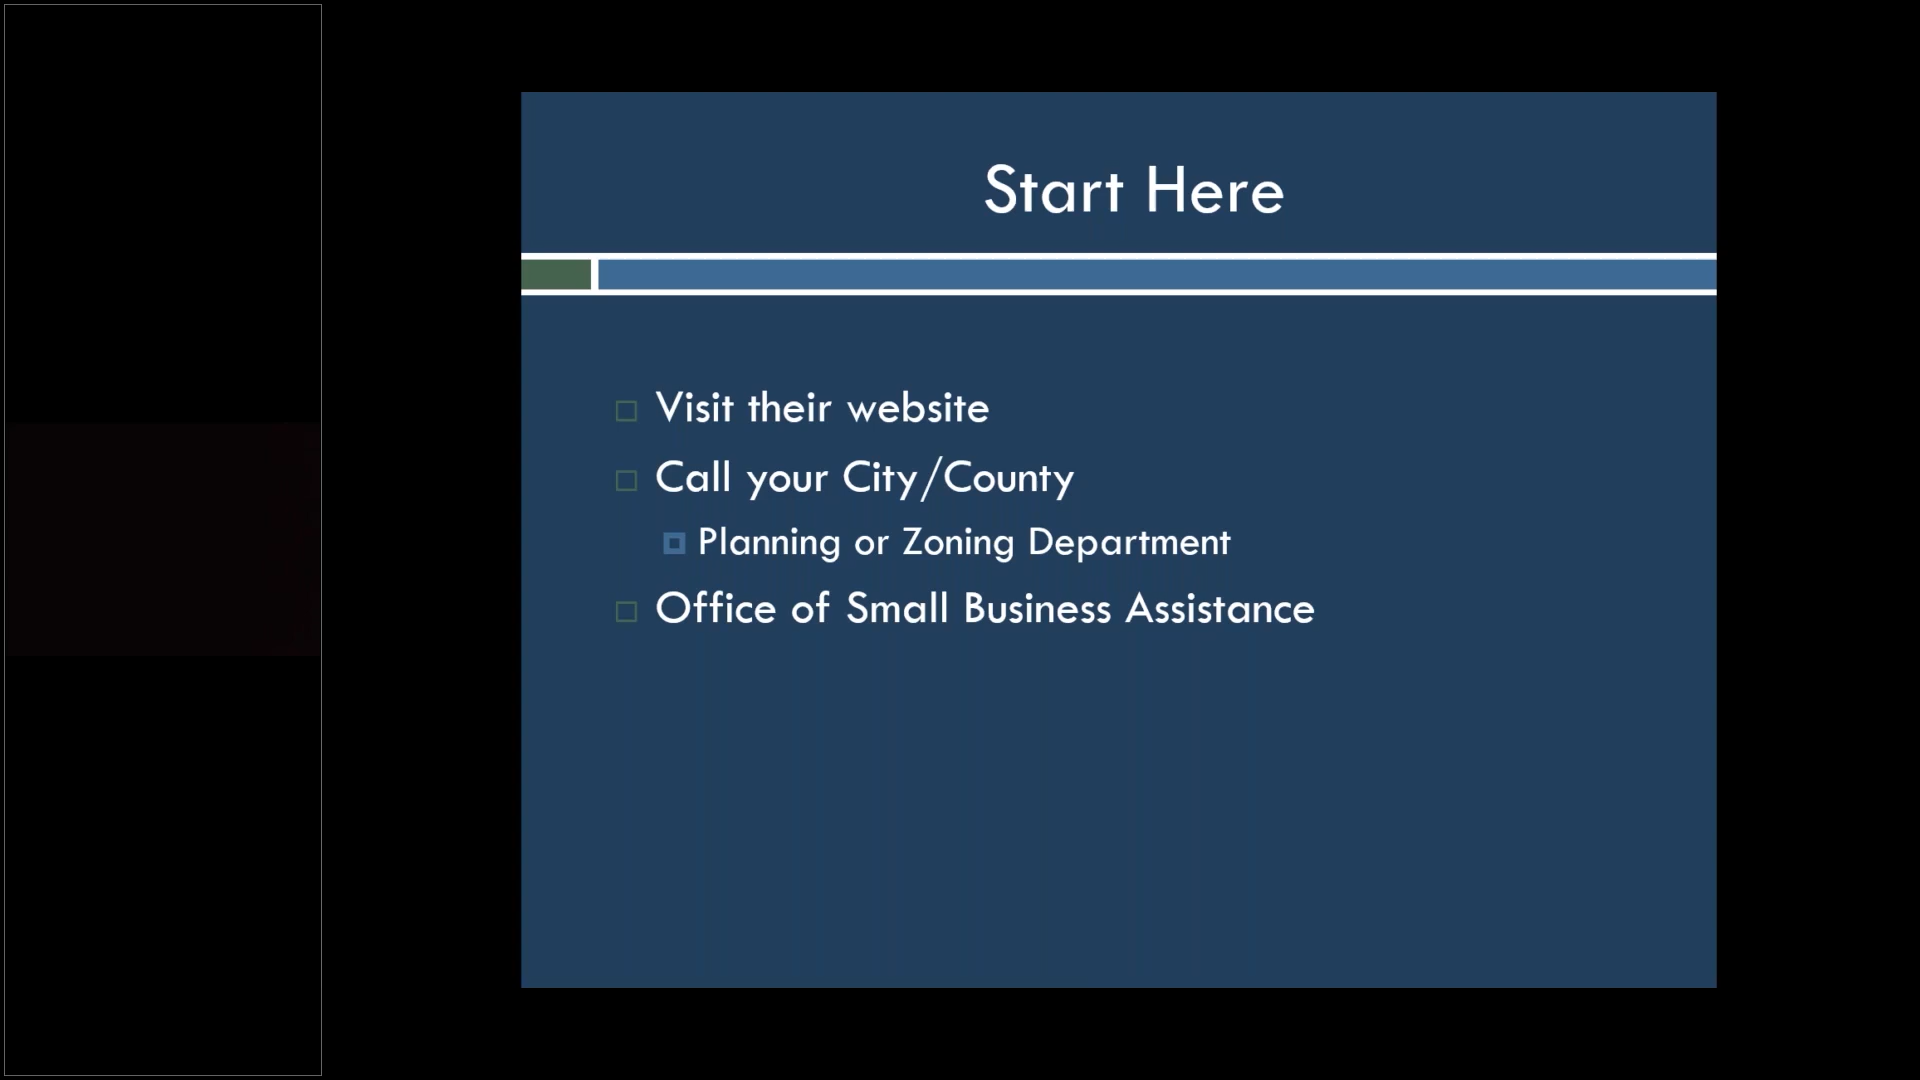 Start Here
Visit their website
Call your City/County
Planning or Zoning Department
Office of Small Business Assistance